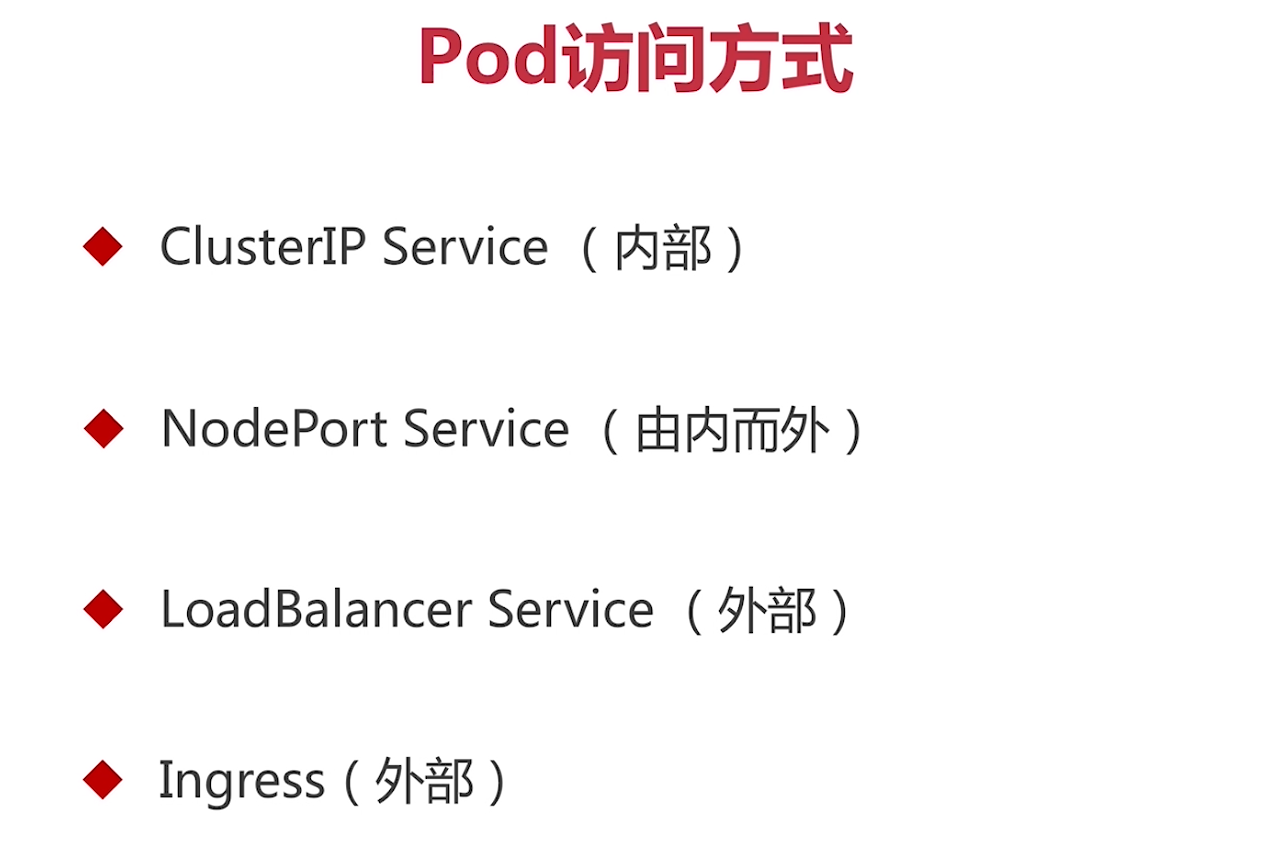 Pod访问方式
ClusterIP Service（内部）
NodePort Service（由内而外）
LoadBalancer Service（外部）
Ingress（外部）